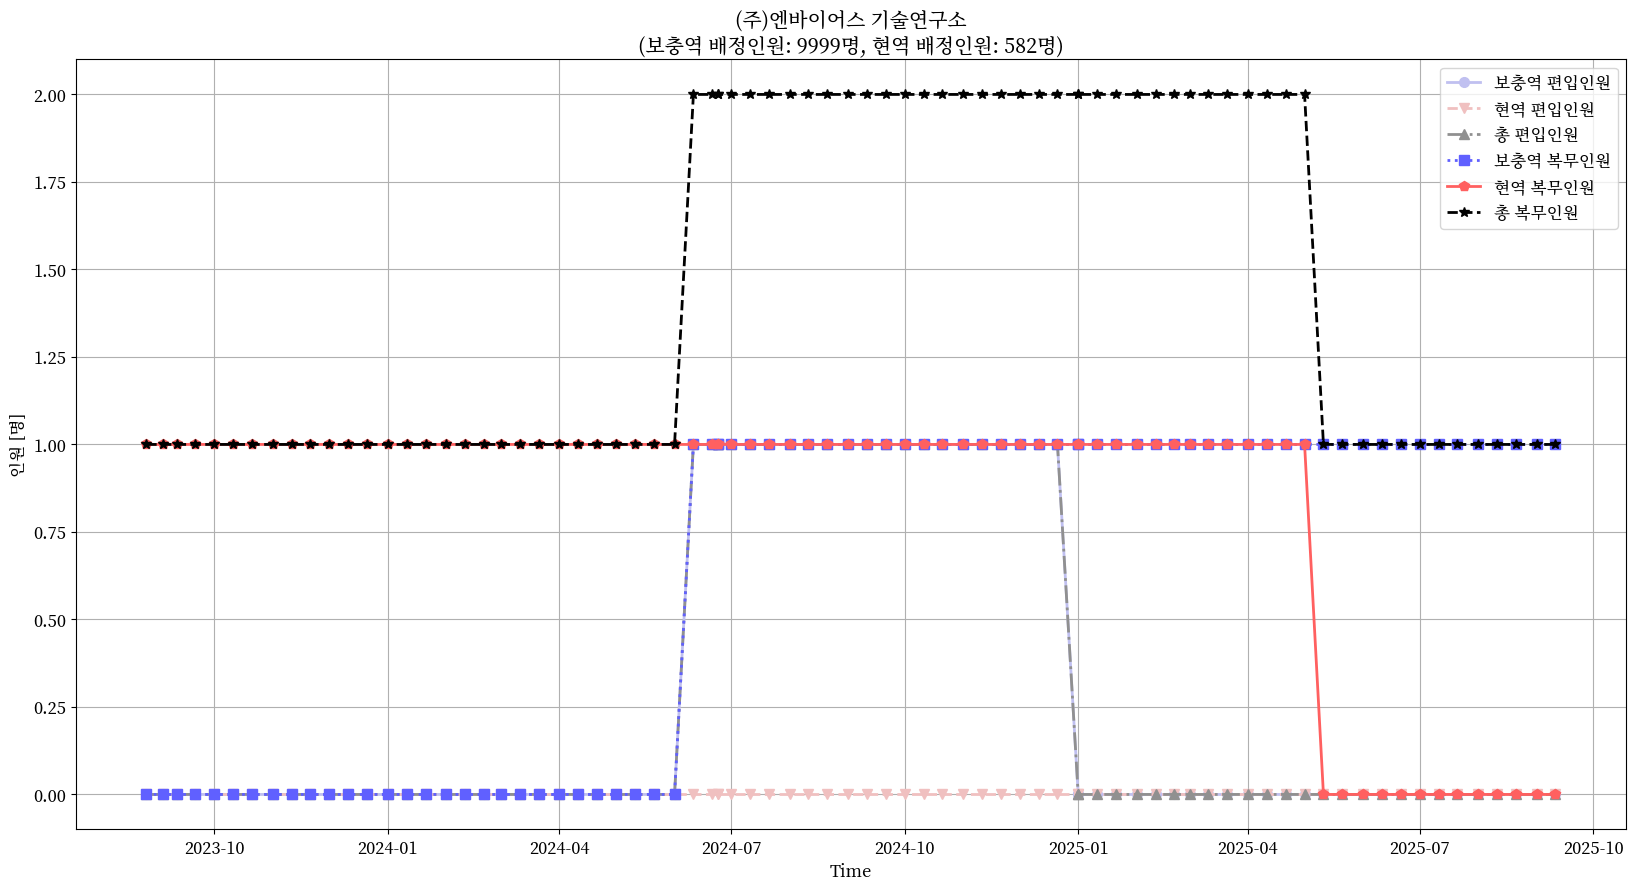 (주)엔바이어스 기술연구소
(보충역 배정인원: 9999명, 현역 배정인원: 582명)
인원 [명]
2.00
1.75
1.50
1.25
1.00
0.75
0.50
0.25
0.00
보충역 편입인원
현역 편입인원
총 편입인원
보충역 복무인원
현역 복무인원
총 복무인원
2023-10
2024-01
2024-04
2024-07
2024-10
2025-01
2025-04
2025-07
2025-10
Time